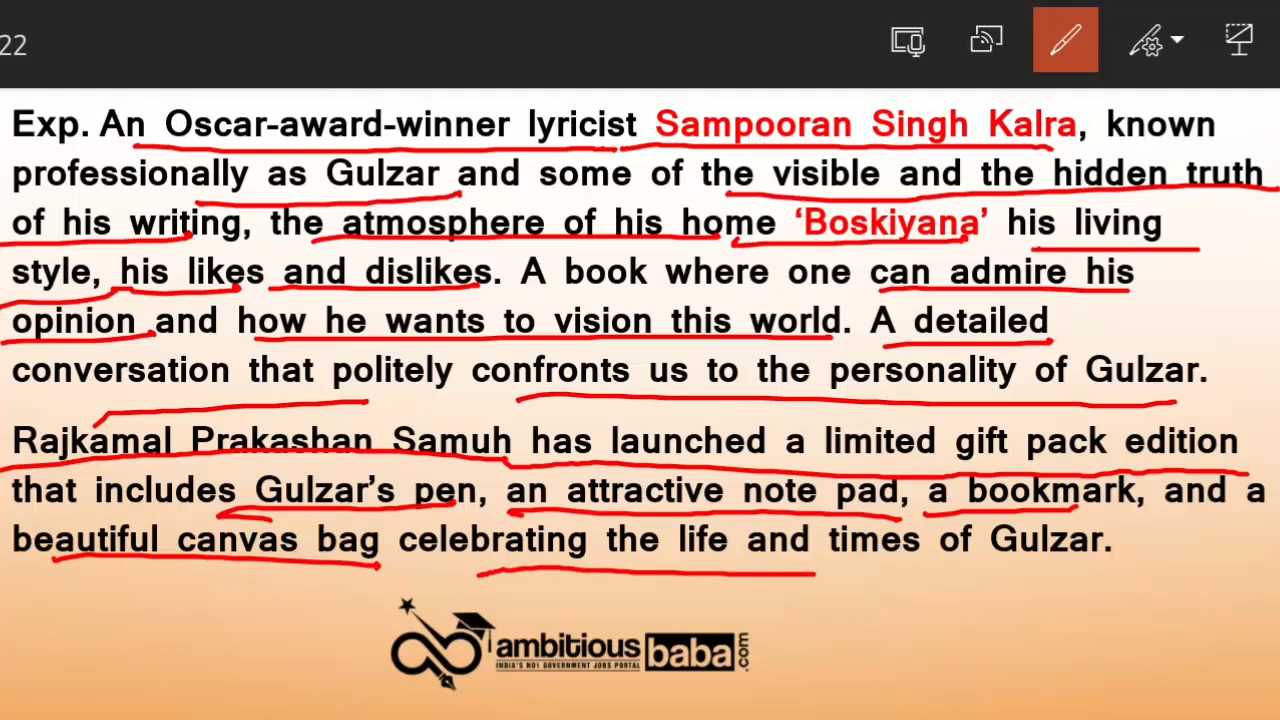 22
Exp. An Oscar-award-winner lyricist Sampooran Singh Kalra, known
professionally as Gulzar and some of the visible and the hidden truth
of his writing, the atmosphere of his home ‘Boskiyana’ his living
style, his likes and dislikes. A book where one can admire his
opinion and how he wants to vision this world. A detailed
conversation that politely confronts us to the personality of Gulzar.
Rajkamal Prakashan Samuh has launched a limited gift pack edition
that includes Gulzar’s pen, an attractive note pad, a bookmark, and a
beautiful canvas bag celebrating the life and times of Gulzar.
ambitious baba .com
INDIA'S NO1 GOVERNMENT JOBS PORTAL